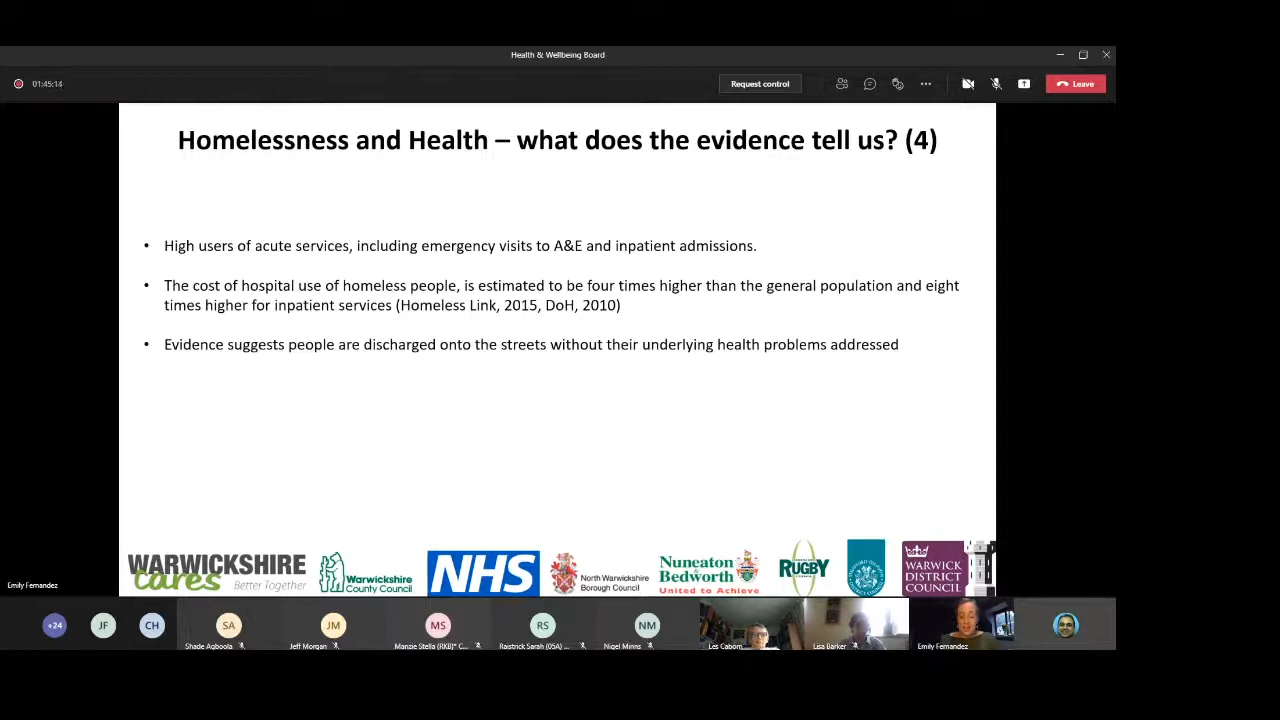 Health & Wellbeing Board
01:45:14
Request control
Leave
Homelessness and Health – what does the evidence tell us? (4)
• High users of acute services, including emergency visits to A&E and inpatient admissions.
• The cost of hospital use of homeless people, is estimated to be four times higher than the general population and eight
times higher for inpatient services (Homeless Link, 2015, DoH, 2010)
• Evidence suggests people are discharged onto the streets without their underlying health problems addressed
WARWICKSHIRE
cares Better Together
Warwickshire
County Council
NHS
North Warwickshire
Borough Council
Nuneaton &
Bedworth
United to Achieve
RUGBY
WARWICK
DISTRICT
COUNCIL
Emily Fernandez
+24
JF
CH
SA
JM
MS
RS
NM
Shade Agboola
Jeff Morgan
Manzie Stella (RKB)* C...
Raistrick Sarah (05A) ...
Nigel Minns
Les Caborn
Lisa Barker
Emily Fernandez